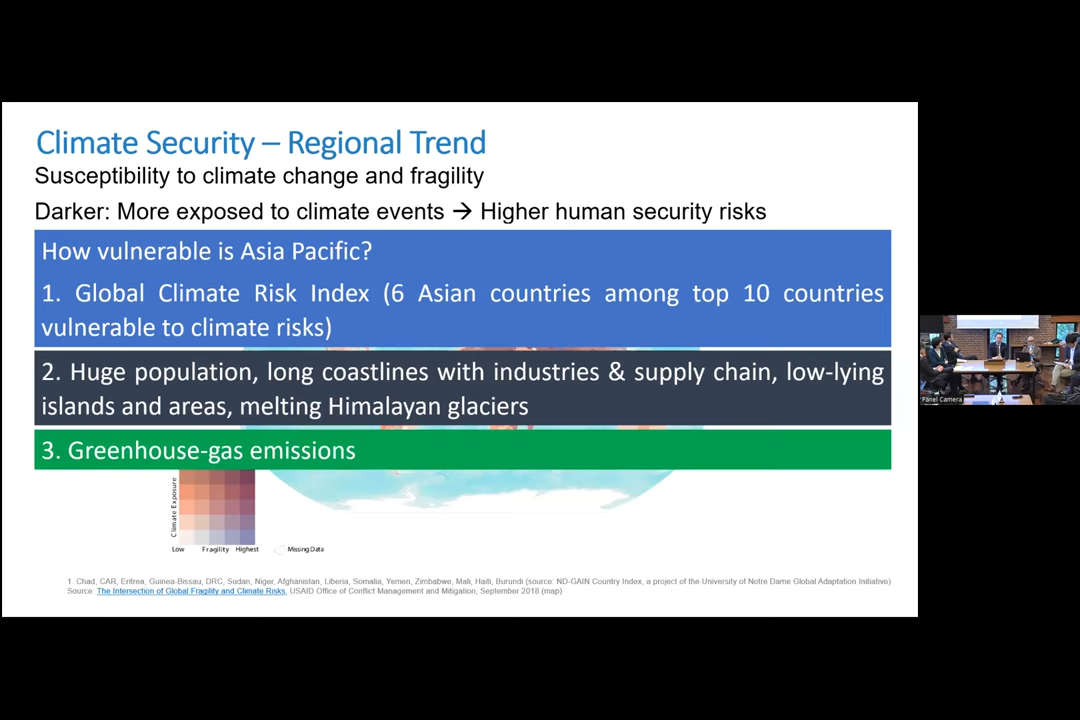 Climate Security – Regional Trend
Susceptibility to climate change and fragility
Darker: More exposed to climate events → Higher human security risks
How vulnerable is Asia Pacific?
1. Global Climate Risk Index (6 Asian countries among top 10 countries
vulnerable to climate risks)
2. Huge population, long coastlines with industries & supply chain, low-lying
islands and areas, melting Himalayan glaciers
3. Greenhouse-gas emissions
Climate Exposure
Low Fragility Highest Missing Data
1. Chad, CAR, Eritrea, Guinea-Bissau, DRC, Sudan, Niger, Afghanistan, Liberia, Somalia, Yemen, Zimbabwe, Mali, Haiti, Burundi (source: ND-GAIN Country Index, a project of the University of Notre Dame Global Adaptation Initiative)
Source: The Intersection of Global Fragility and Climate Risks, USAID Office of Conflict Management and Mitigation, September 2018 (map)
Panel Camera